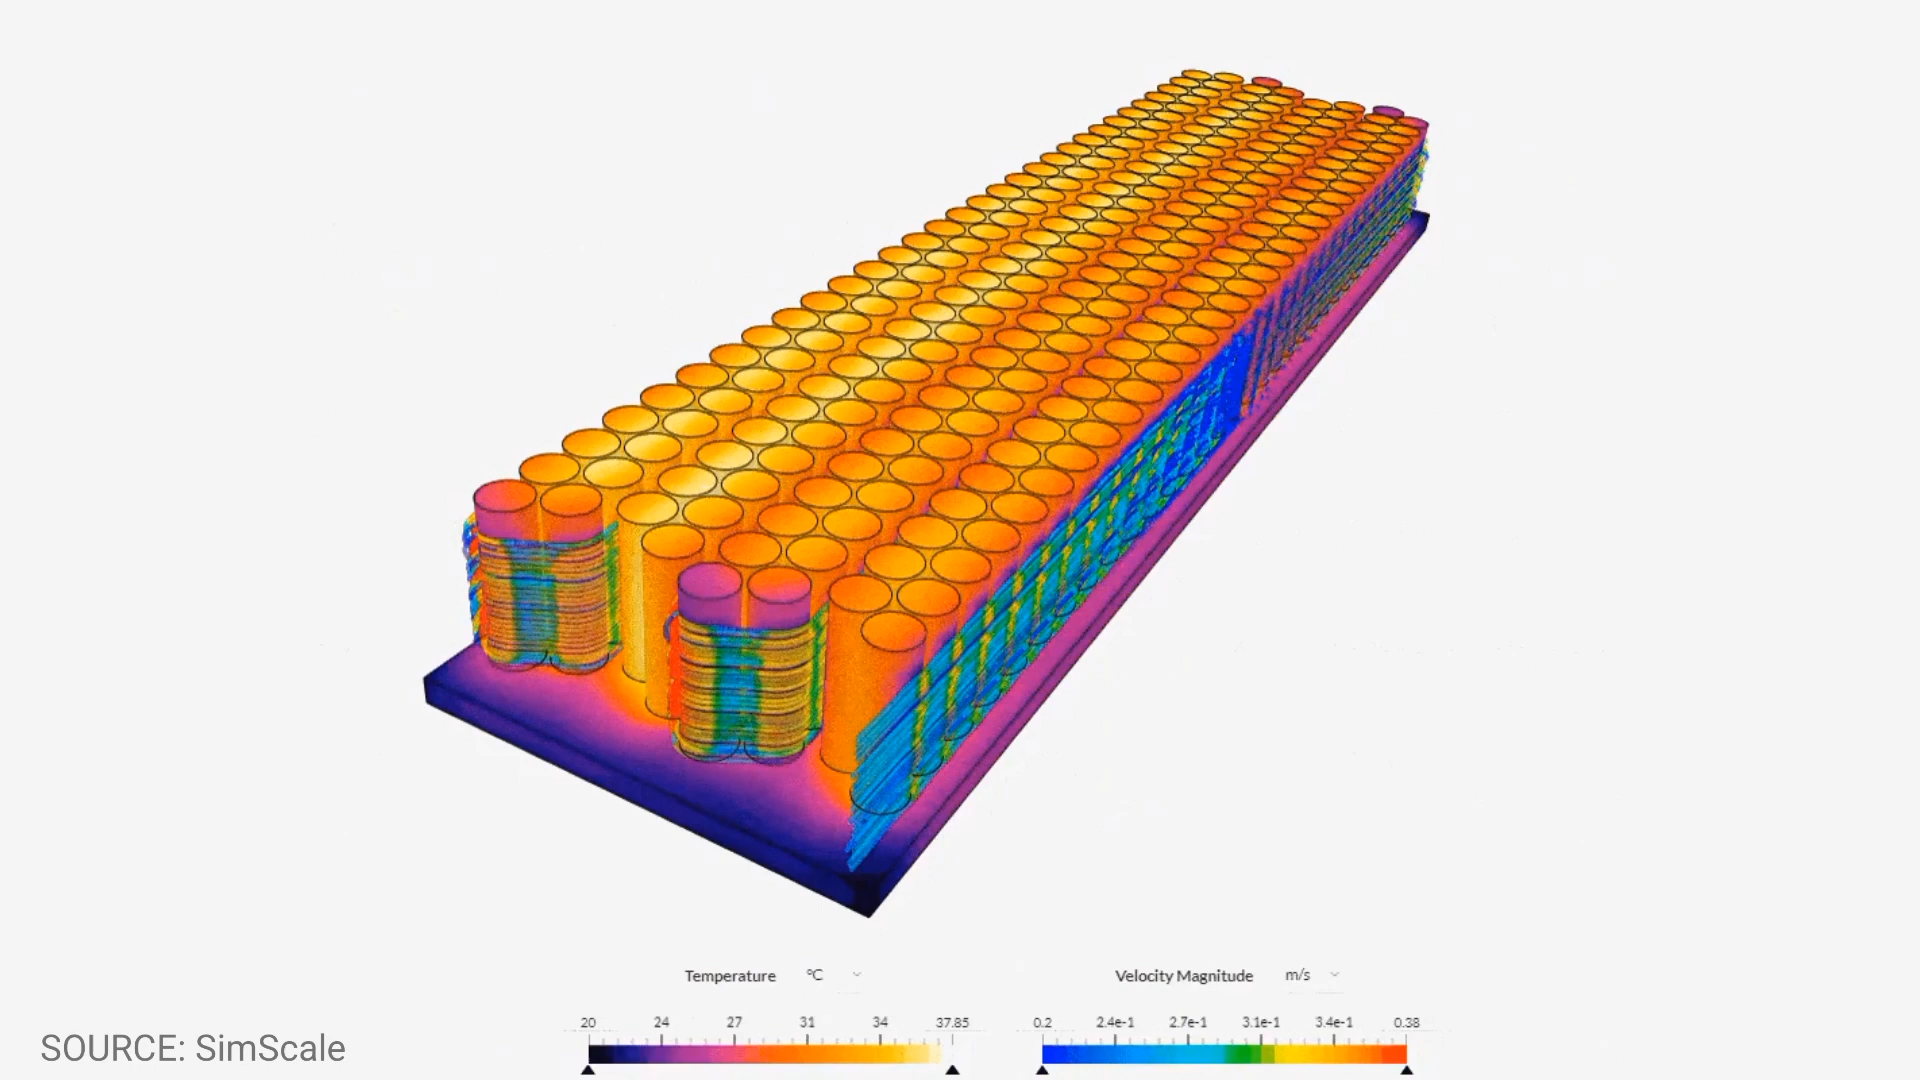 Temperature °C
Velocity Magnitude m/s
20 24 27 31 34 37.85
0.2 2.4e-1 2.7e-1 3.1e-1 3.4e-1 0.38
SOURCE: SimScale